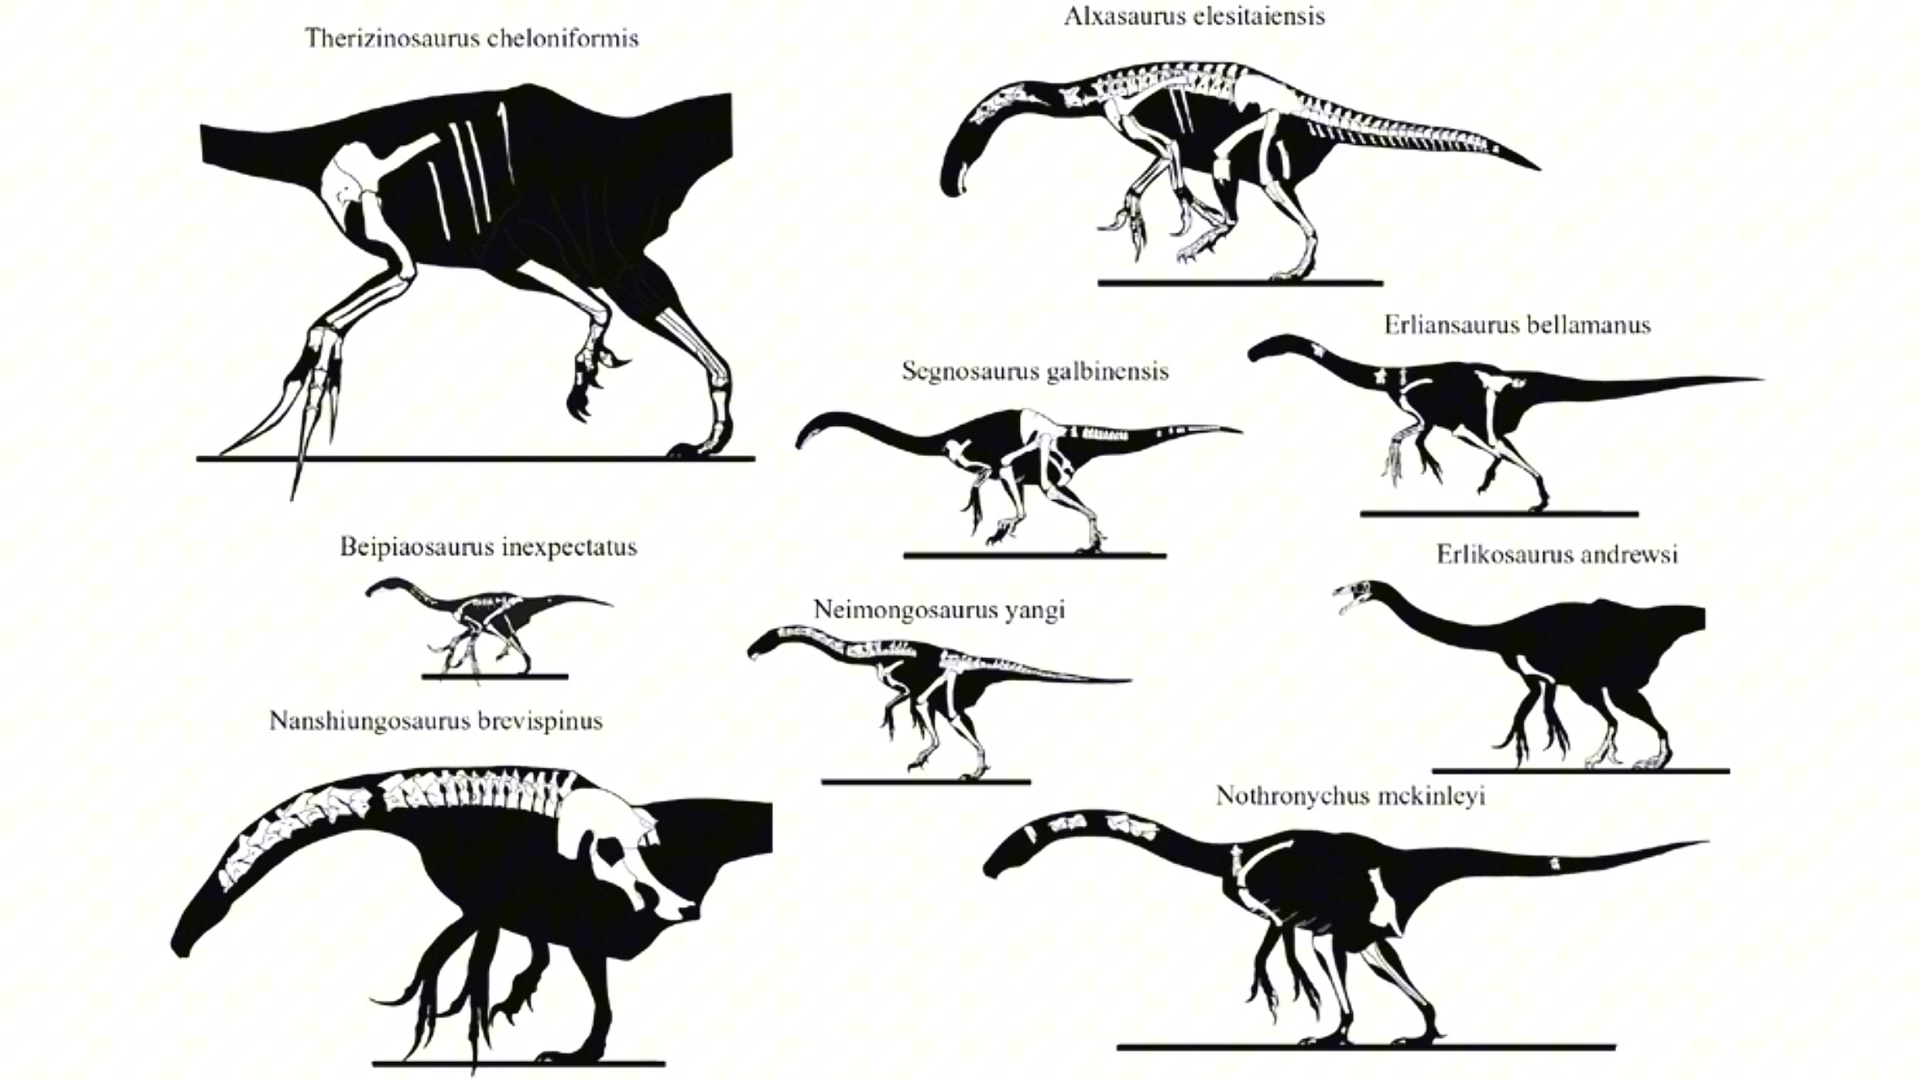 Therizinosaurus cheloniformis
Alxasaurus elesitaiensis
Erliansaurus bellamanus
Segnosaurus galbinensis
Beipiaosaurus inexpectatus
Erlikosaurus andrewsi
Neimongosaurus yangi
Nanshiungosaurus brevispinus
Nothronychus mckinleyi